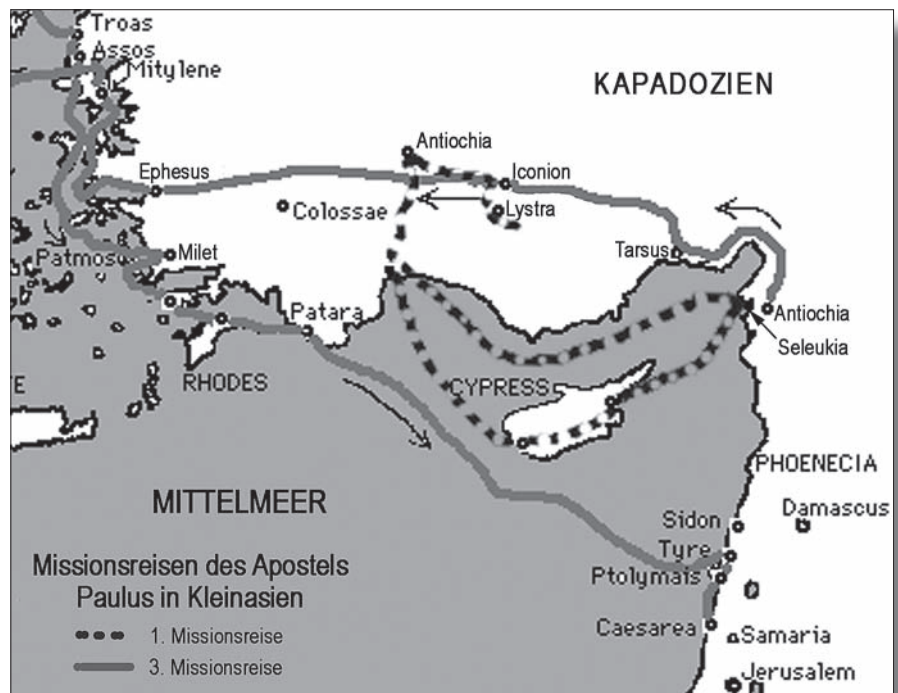 Troas
Assos
Mitylene
KAPADOZIEN
Antiochia
Ephesus
Iconion
Colossae
Lystra
Patmos
Milet
Tarsus
Patara
Antiochia
Seleukia
RHODES
CYPRESS
E
PHOENECIA
MITTELMEER
Sidon
Damascus
Tyre
Ptolymais
Missionsreisen des Apostels
Paulus in Kleinasien
1. Missionsreise
3. Missionsreise
Caesarea
Samaria
Jerusalem